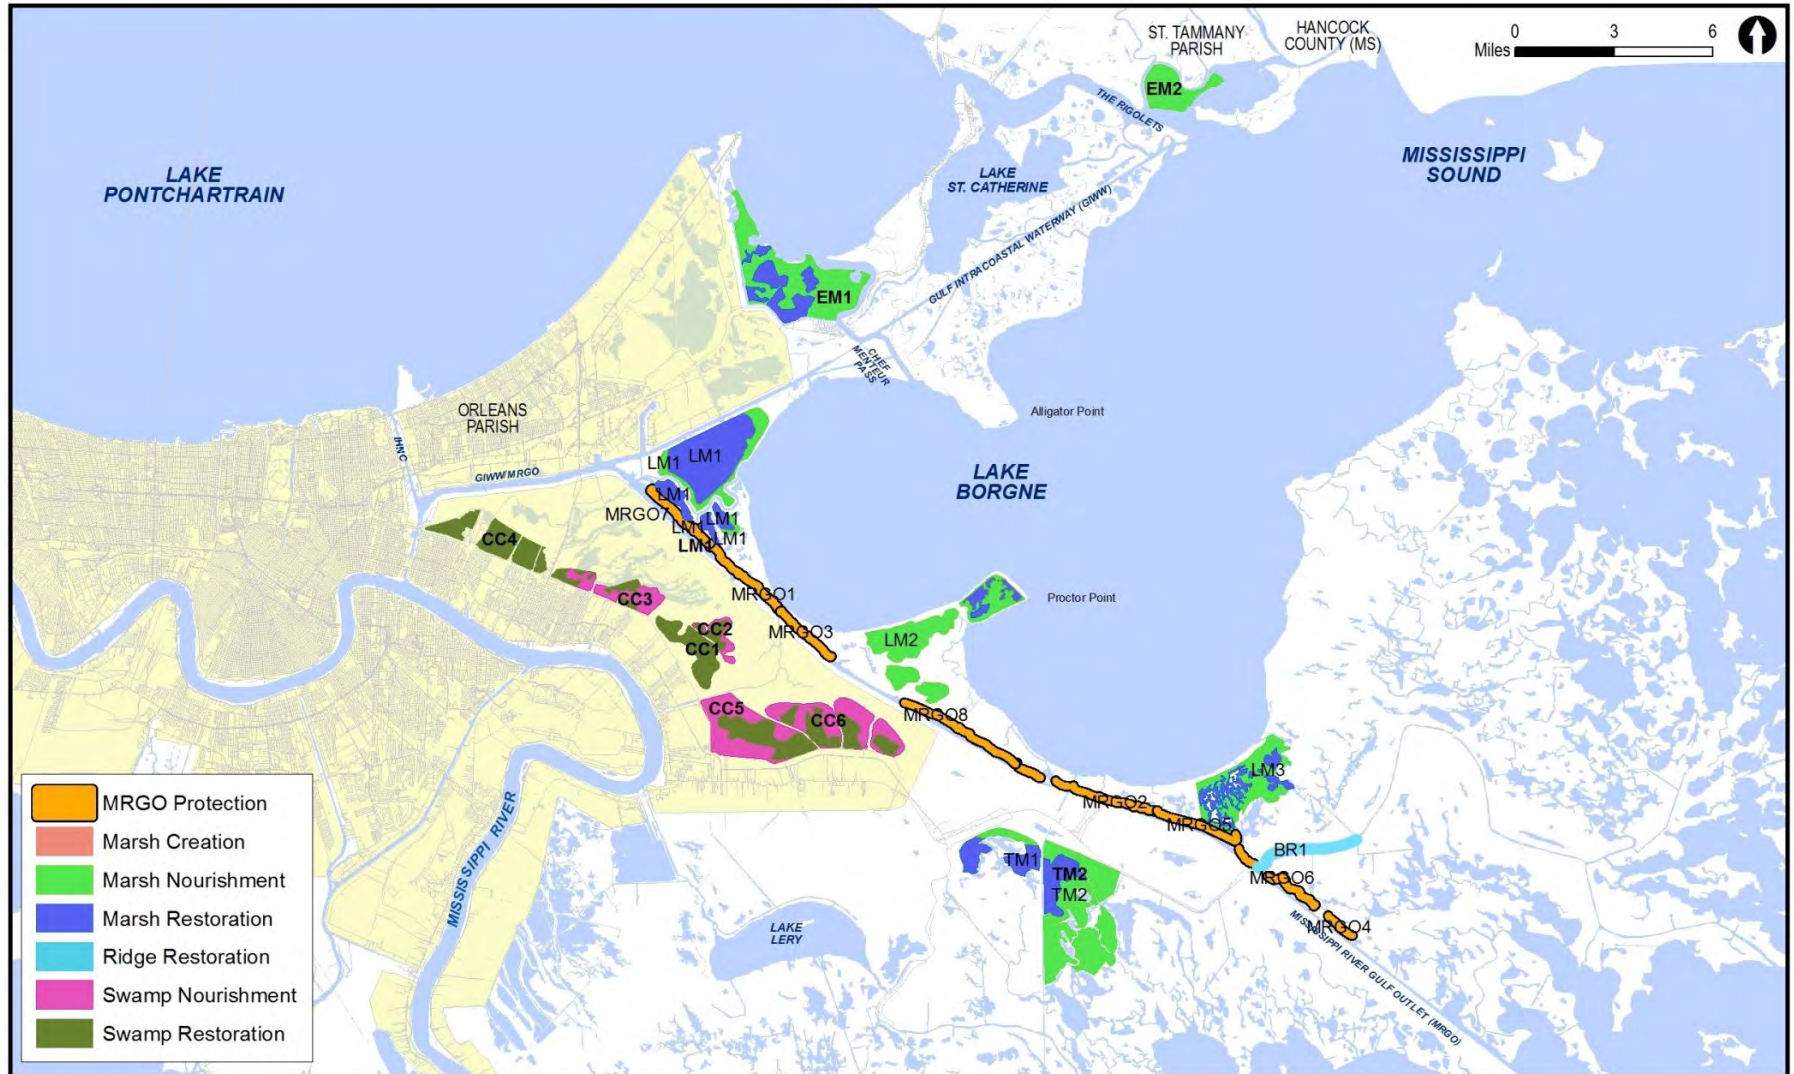 ST. TAMMANY
PARISH
HANCOCK
COUNTY (MS)
0 3 6
Miles
EM2
THE RIGOLETS
LAKE
PONTCHARTRAIN
LAKE
ST. CATHERINE
MISSISSIPPI
SOUND
GULF INTRACOASTAL WATERWAY (GIWW)
EM1
CHEF
MENTEUR
PASS
Alligator Point
ORLEANS
PARISH
IHNC
GIWW/MRGO
LM1
LM1
LM1
LAKE
BORGNE
MRGO7
LM1
LM1
LM1
LM1
CC4
CC3
MRGO1
Proctor Point
CC2
CC1
MRGO3
LM2
CC5
CC6
MRGO8
LM3
MRGO2
MRGO5
BR1
TM1
TM2
TM2
MRGO6
MRGO4
LAKE
LERY
MISSISSIPPI RIVER GULF OUTLET (MRGO)
MISSISSIPPI RIVER
MRGO Protection
Marsh Creation
Marsh Nourishment
Marsh Restoration
Ridge Restoration
Swamp Nourishment
Swamp Restoration